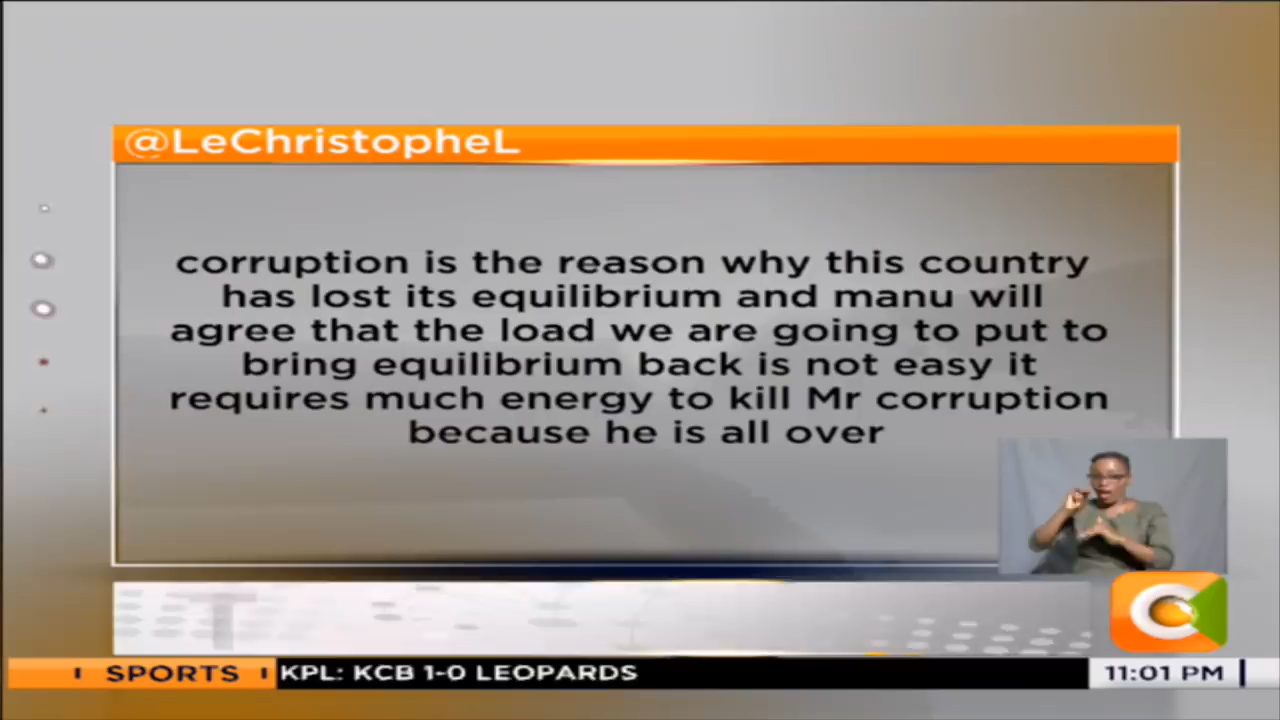 @LeChristopheL
corruption is the reason why this country
has lost its equilibrium and manu will
agree that the load we are going to put to
bring equilibrium back is not easy it
requires much energy to kill Mr corruption
because he is all over
SPORTS
KPL: KCB 1-0 LEOPARDS
11:01 PM